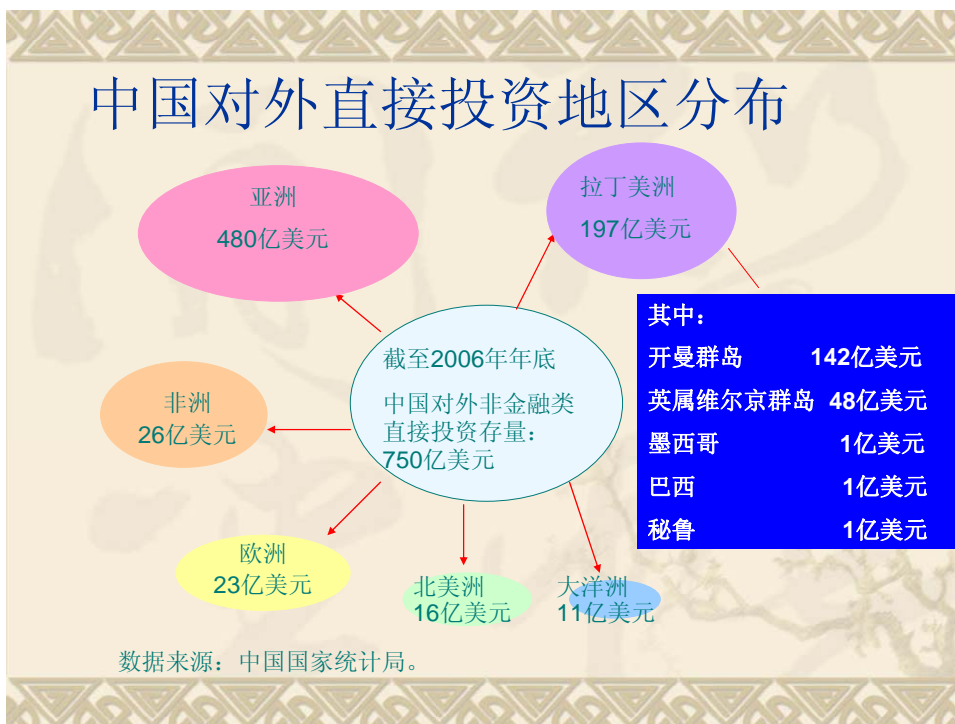 中国对外直接投资地区分布
亚洲
480亿美元
拉丁美洲
197亿美元
其中：
开曼群岛 142亿美元
英属维尔京群岛 48亿美元
墨西哥 1亿美元
巴西 1亿美元
秘鲁 1亿美元
截至2006年年底
中国对外非金融类
直接投资存量：
750亿美元
非洲
26亿美元
欧洲
23亿美元
北美洲
16亿美元
大洋洲
11亿美元
数据来源：中国国家统计局。